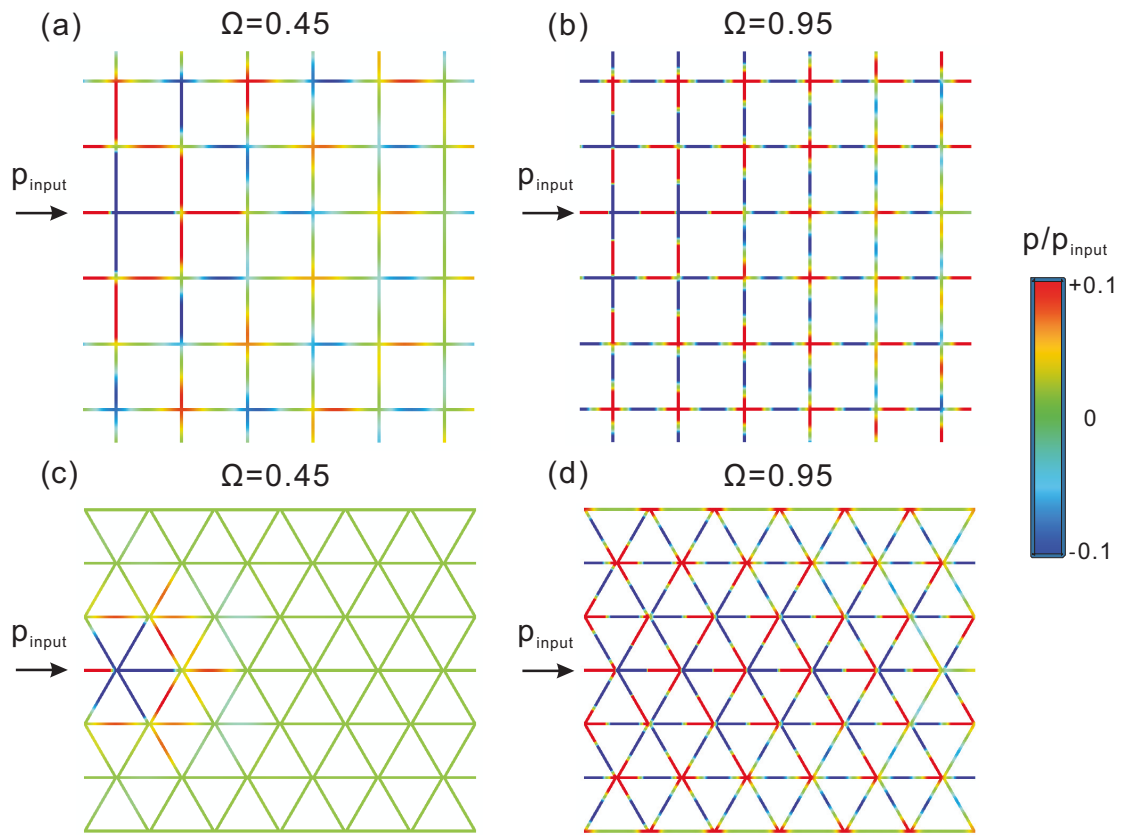 (a) Ω=0.45
(b) Ω=0.95
p_input
p_input
p/p_input
+0.1
0
-0.1
(c) Ω=0.45
(d) Ω=0.95
p_input
p_input